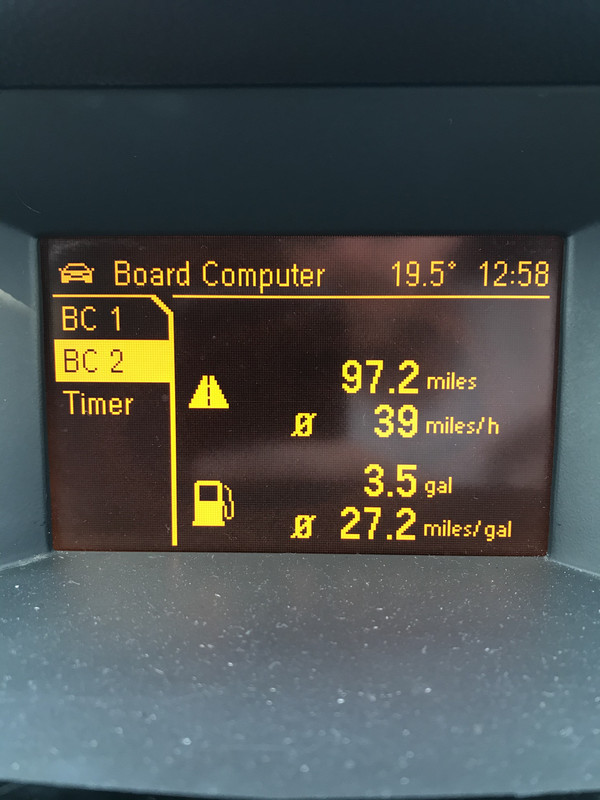 Board Computer 19.5° 12:58
BC 1
BC 2
Timer
97.2 miles
Ø 39 miles/h
3.5 gal
Ø 27.2 miles/gal